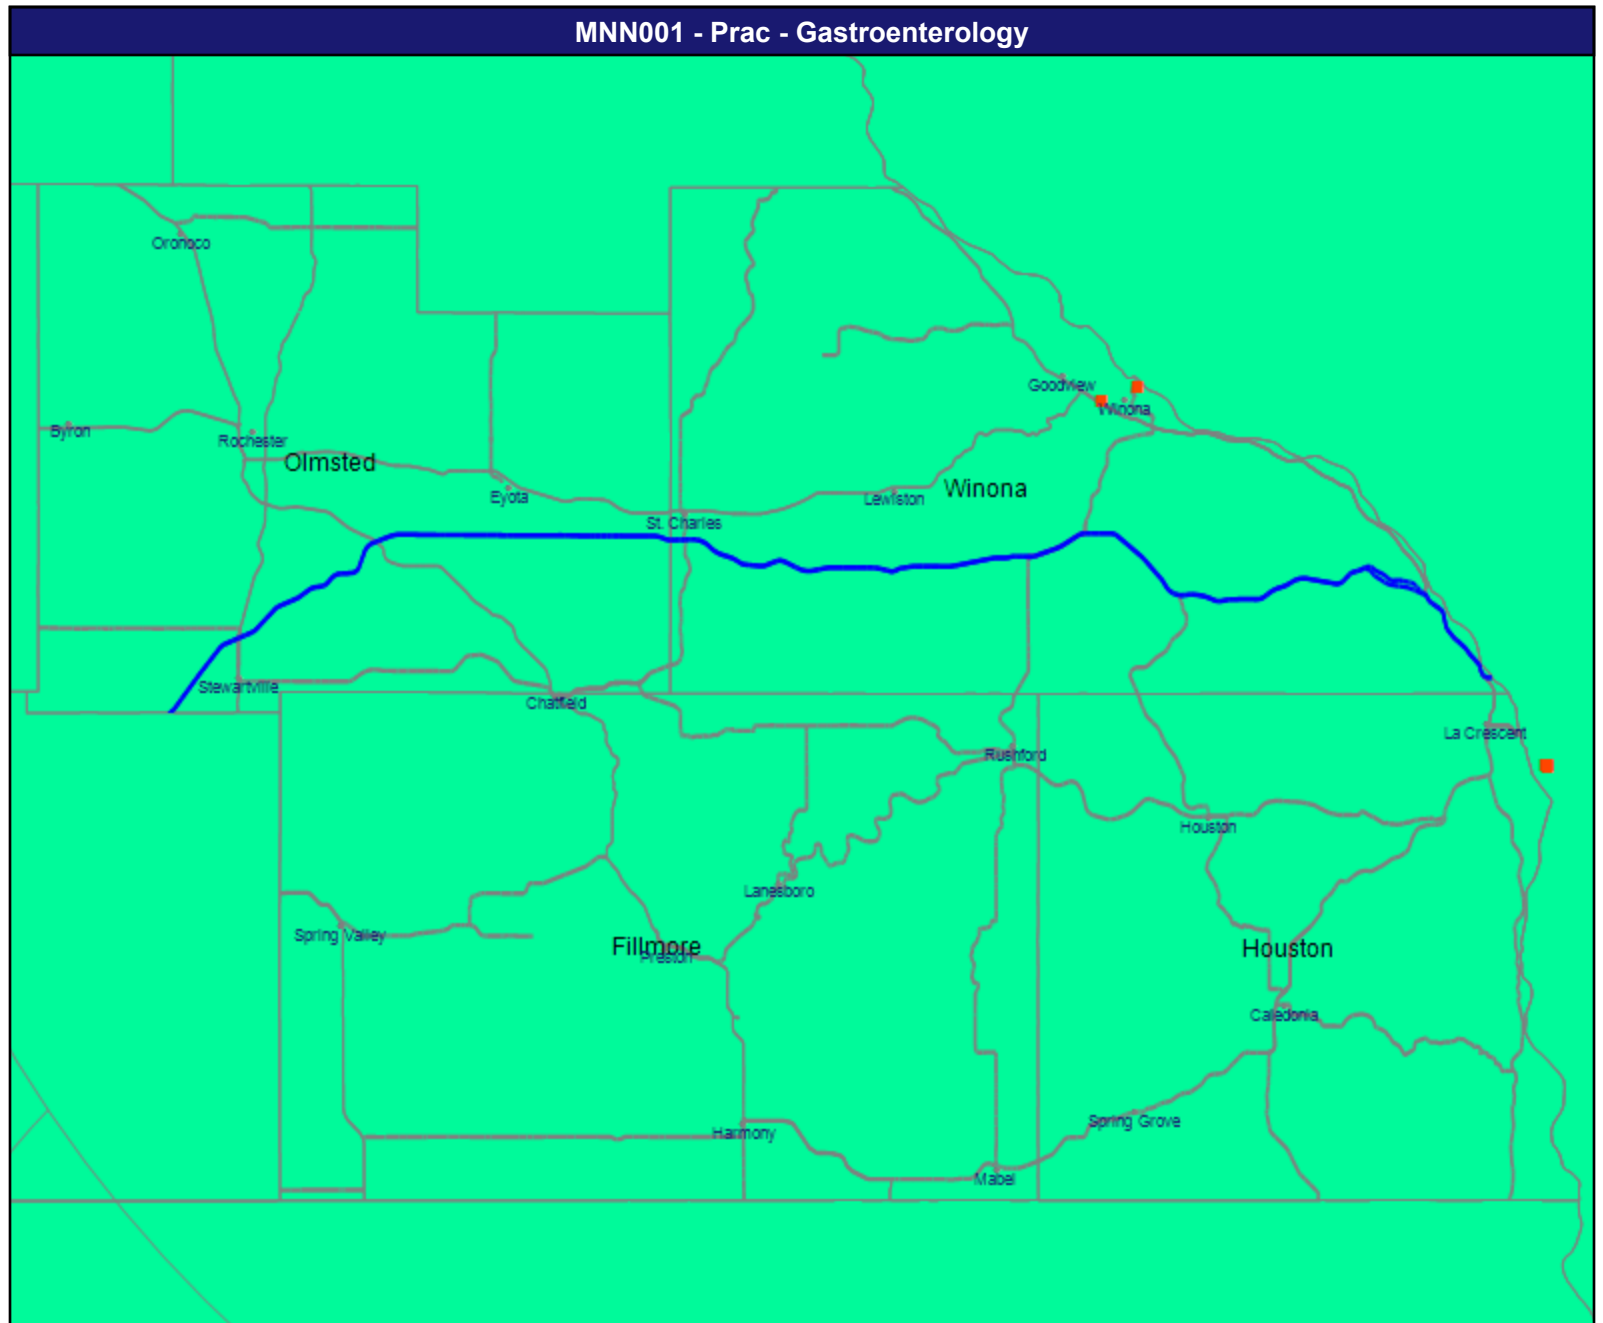 MNN001 - Prac - Gastroenterology
Oronoco
Goodview
Winona
Byron
Rochester
Olmsted
Eyota
Lewiston
Winona
St. Charles
Stewartville
Chatfield
La Crescent
Rushford
Houston
Lanesboro
Spring Valley
Fillmore
Preston
Houston
Caledonia
Spring Grove
Harmony
Mabel